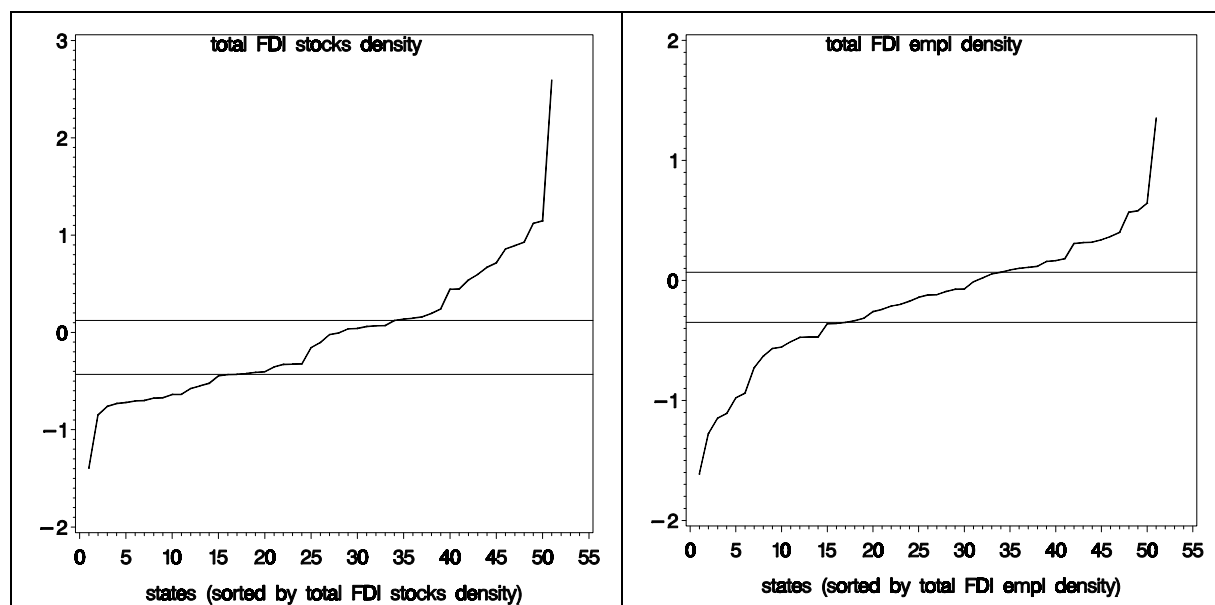 total FDI stocks density
3
2
1
0
−1
−2
0 5 10 15 20 25 30 35 40 45 50 55
states (sorted by total FDI stocks density)
total FDI empl density
2
1
0
−1
−2
0 5 10 15 20 25 30 35 40 45 50 55
states (sorted by total FDI empl density)